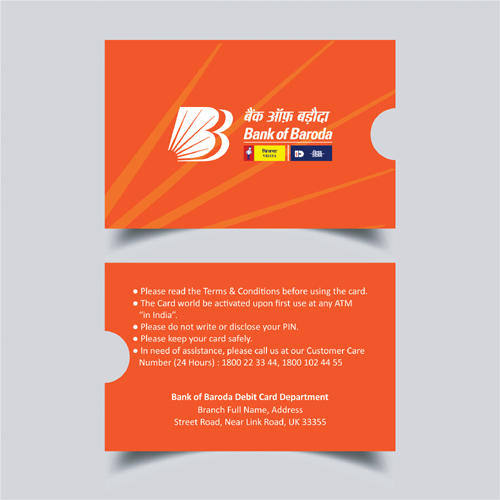 बैंक ऑफ़ बड़ौदा
Bank of Baroda
विजया
VIJAYA
देना
● Please read the Terms & Conditions before using the card.
● The Card world be activated upon first use at any ATM
“in India”.
● Please do not write or disclose your PIN.
● Please keep your card safely.
● In need of assistance, please call us at our Customer Care
Number (24 Hours) : 1800 22 33 44, 1800 102 44 55
Bank of Baroda Debit Card Department
Branch Full Name, Address
Street Road, Near Link Road, UK 33355